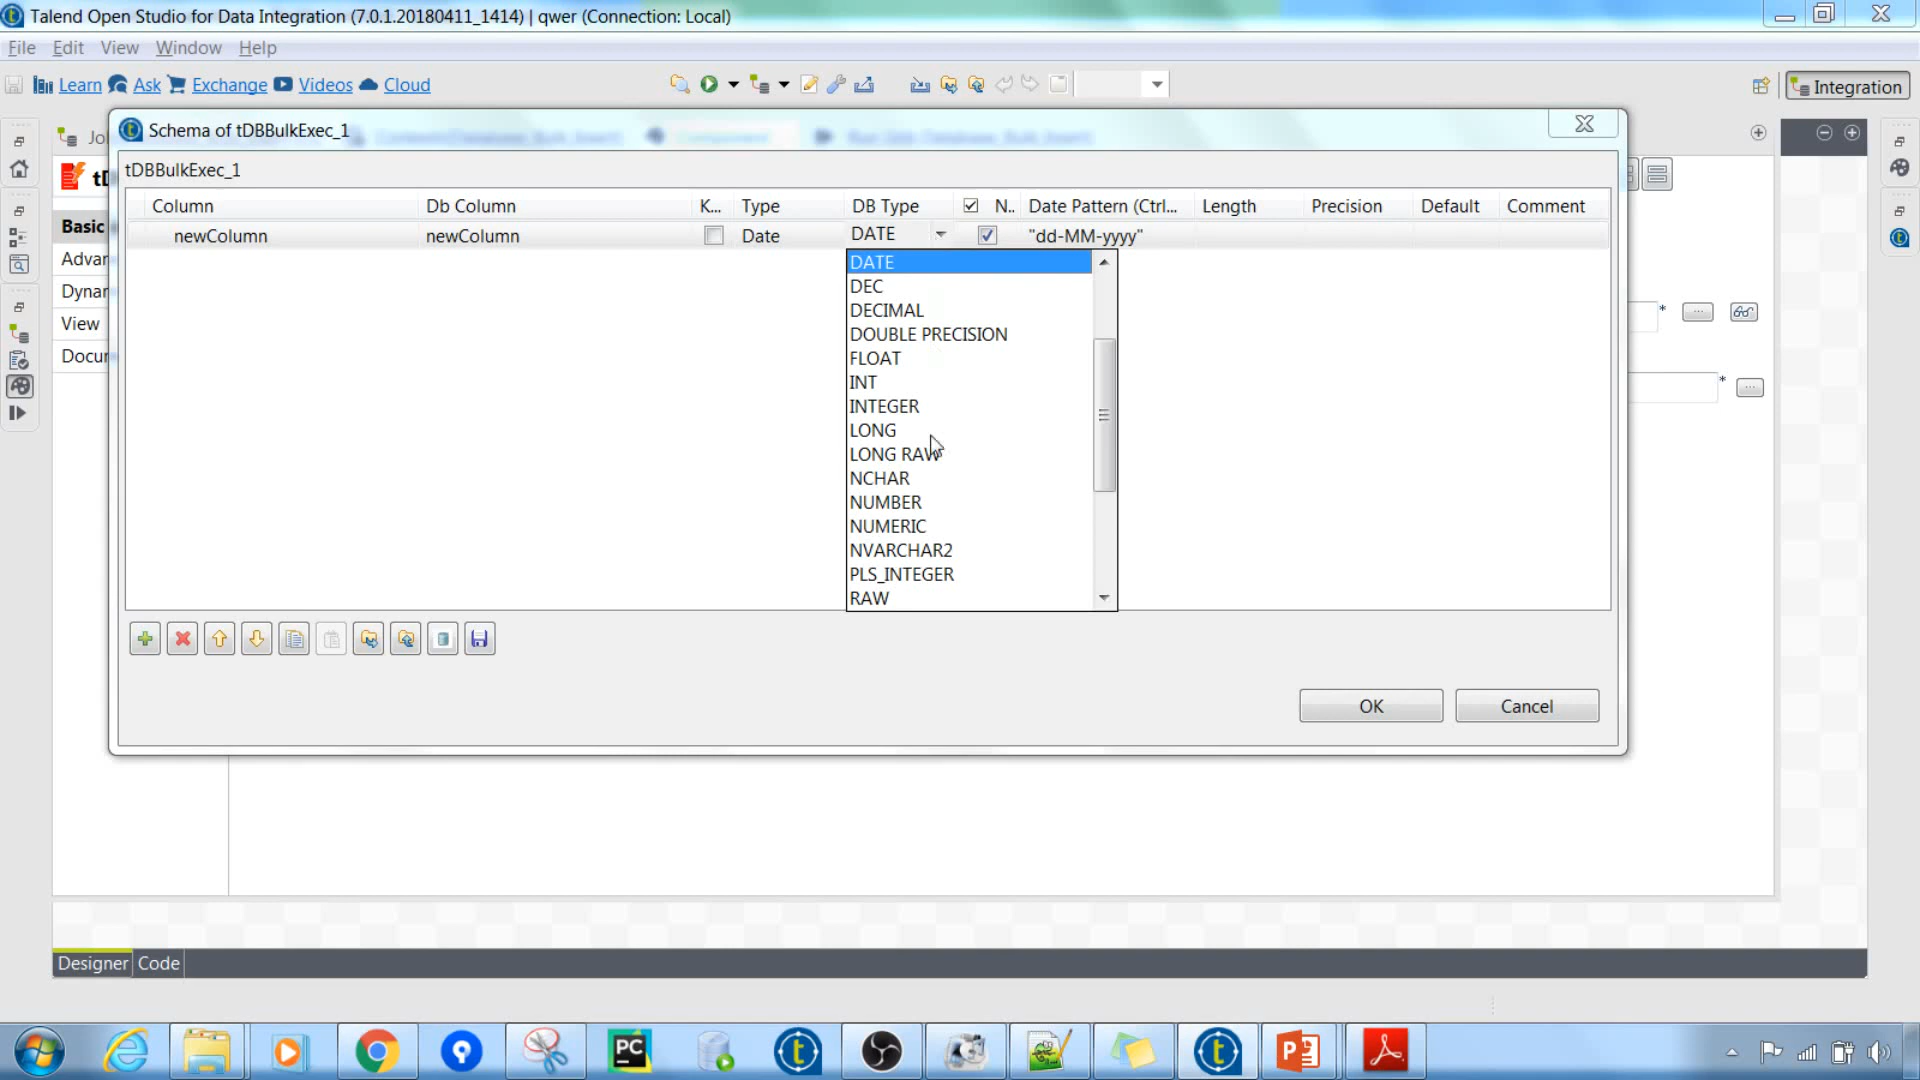 Talend Open Studio for Data Integration (7.0.1.20180411_1414) | qwer (Connection: Local)
File Edit View Window Help
Learn Ask Exchange Videos Cloud
Integration
Schema of tDBBulkExec_1
tDBBulkExec_1
Column Db Column K... Type DB Type N.. Date Pattern (Ctrl... Length Precision Default Comment
newColumn newColumn Date DATE "dd-MM-yyyy"
Basic
View
DATE
DEC
DECIMAL
DOUBLE PRECISION
FLOAT
INT
INTEGER
LONG
LONG RAW
NCHAR
NUMBER
NUMERIC
NVARCHAR2
PLS_INTEGER
RAW
OK Cancel
Designer Code